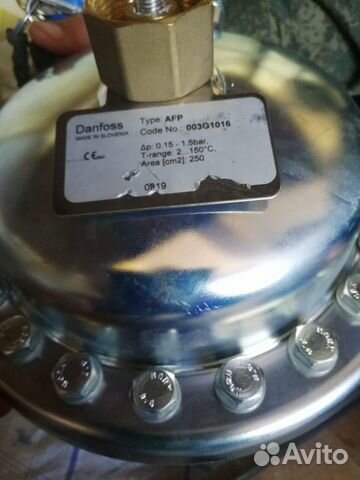 Danfoss
MADE IN SLOVENIA
Type: AFP
Code No.: 003G1016
Δp: 0.15 - 1.5bar.
T-range: 2...150°C.
Area [cm2]: 250
CE
0819
Avito